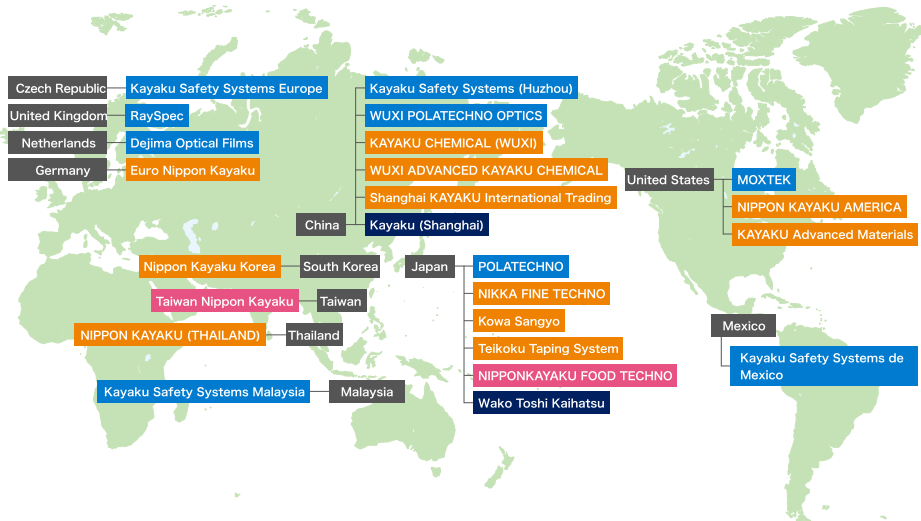 Czech Republic
Kayaku Safety Systems Europe
United Kingdom
RaySpec
Netherlands
Dejima Optical Films
Germany
Euro Nippon Kayaku
Kayaku Safety Systems (Huzhou)
WUXI POLATECHNO OPTICS
KAYAKU CHEMICAL (WUXI)
WUXI ADVANCED KAYAKU CHEMICAL
Shanghai KAYAKU International Trading
China
Kayaku (Shanghai)
United States
MOXTEK
NIPPON KAYAKU AMERICA
KAYAKU Advanced Materials
Nippon Kayaku Korea
South Korea
Taiwan Nippon Kayaku
Taiwan
NIPPON KAYAKU (THAILAND)
Thailand
Kayaku Safety Systems Malaysia
Malaysia
Japan
POLATECHNO
NIKKA FINE TECHNO
Kowa Sangyo
Teikoku Taping System
NIPPONKAYAKU FOOD TECHNO
Wako Toshi Kaihatsu
Mexico
Kayaku Safety Systems de
Mexico